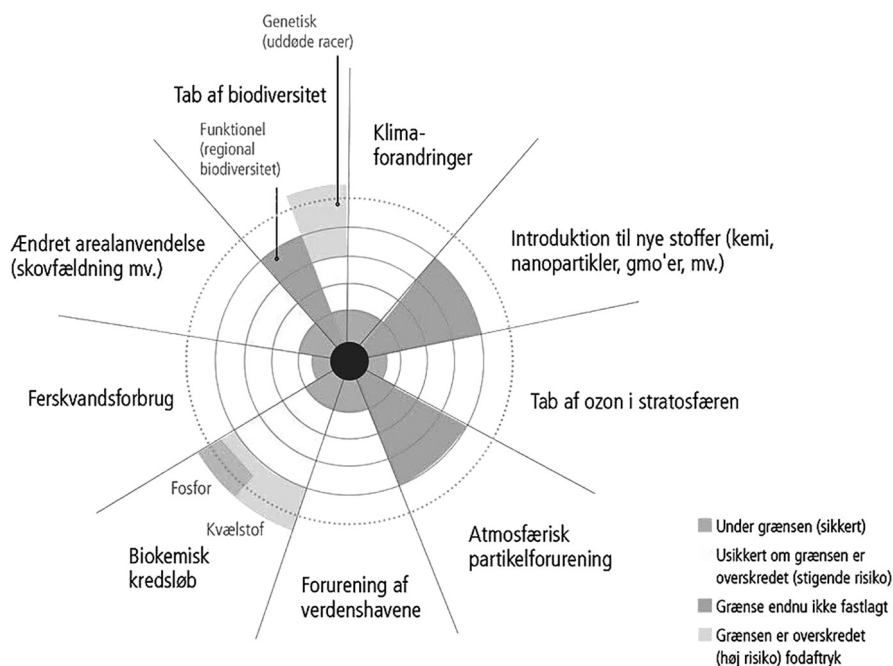 Genetisk
(uddøde racer)
Tab af biodiversitet
Funktionel
(regional
biodiversitet)
Klima-
forandringer
Ændret arealanvendelse
(skovfældning mv.)
Introduktion til nye stoffer (kemi,
nanopartikler, gmo'er, mv.)
Ferskvandsforbrug
Tab af ozon i stratosfæren
Fosfor
Kvælstof
Biokemisk
kredsløb
Forurening af
verdenshavene
Atmosfærisk
partikelforurening
Under grænsen (sikkert)
Usikkert om grænsen er
overskredet (stigende risiko)
Grænse endnu ikke fastlagt
Grænsen er overskredet
(høj risiko) fodaftryk